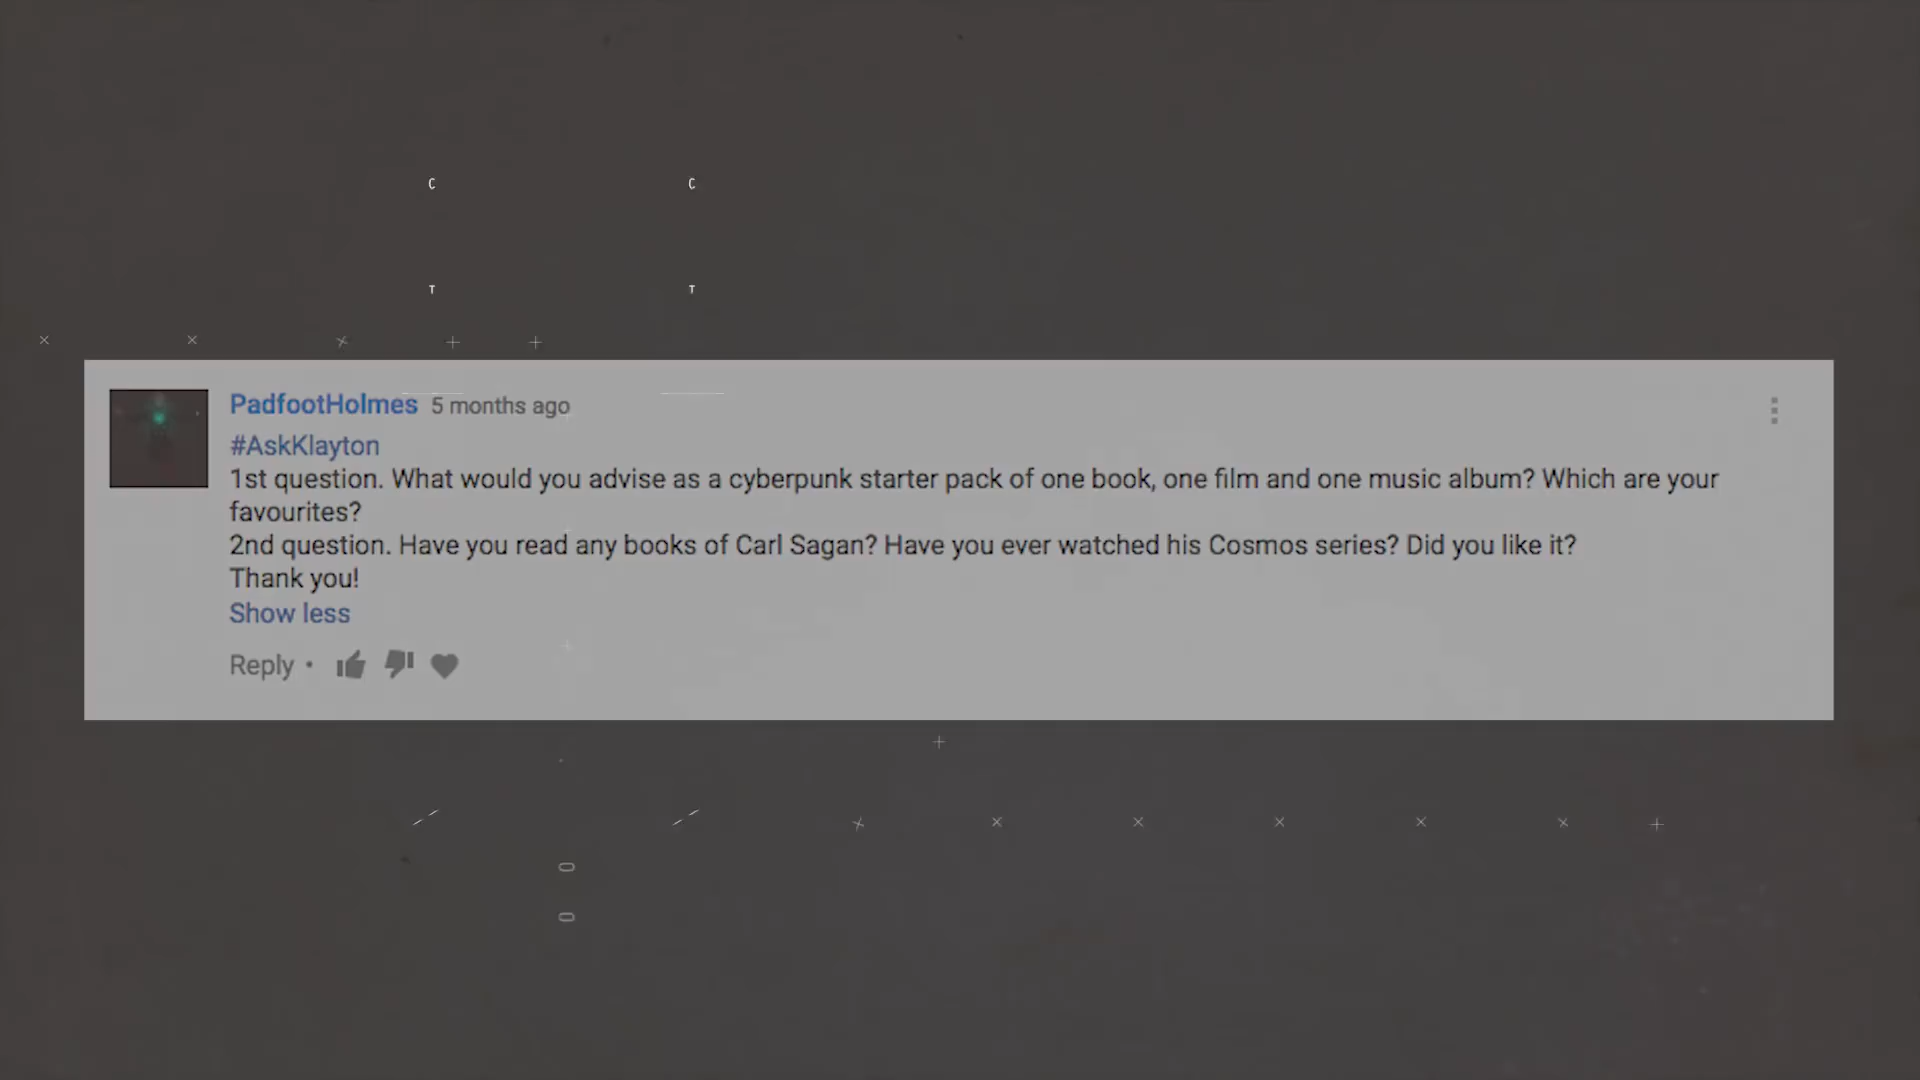 C C
T T
PadfootHolmes 5 months ago
#AskKlayton
1st question. What would you advise as a cyberpunk starter pack of one book, one film and one music album? Which are your
favourites?
2nd question. Have you read any books of Carl Sagan? Have you ever watched his Cosmos series? Did you like it?
Thank you!
Show less
Reply •
0
0